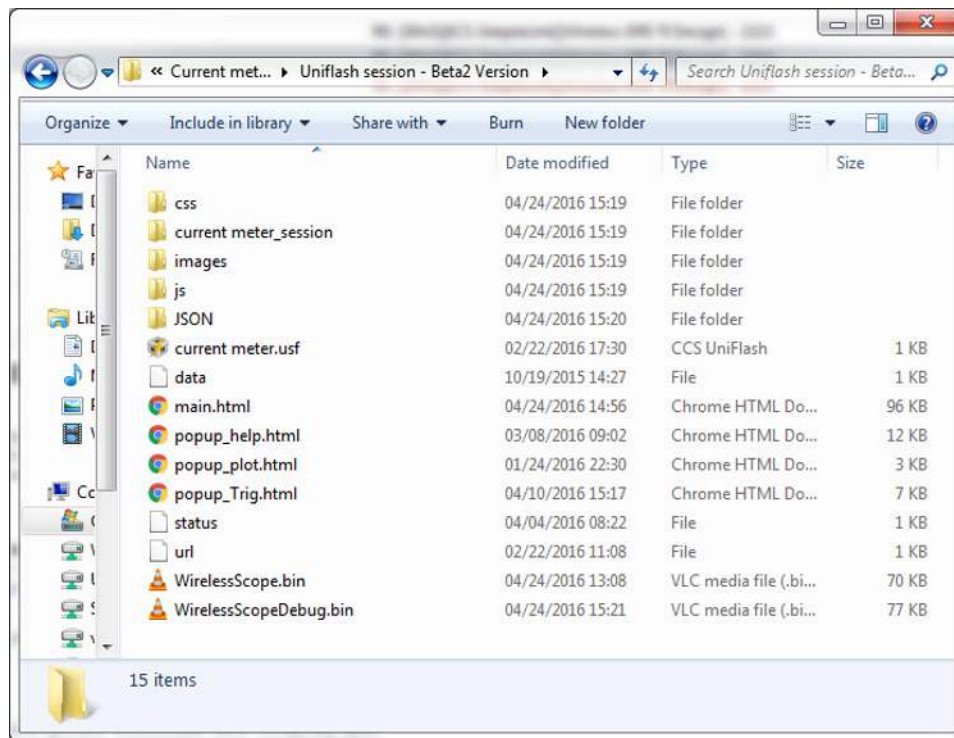 « Current met... ▸ Uniflash session - Beta2 Version ▸ Search Uniflash session - Beta...
Organize Include in library Share with Burn New folder
Name Date modified Type Size
css 04/24/2016 15:19 File folder
current meter_session 04/24/2016 15:19 File folder
images 04/24/2016 15:19 File folder
js 04/24/2016 15:19 File folder
JSON 04/24/2016 15:20 File folder
current meter.usf 02/22/2016 17:30 CCS UniFlash 1 KB
data 10/19/2015 14:27 File 1 KB
main.html 04/24/2016 14:56 Chrome HTML Do... 96 KB
popup_help.html 03/08/2016 09:02 Chrome HTML Do... 12 KB
popup_plot.html 01/24/2016 22:30 Chrome HTML Do... 3 KB
popup_Trig.html 04/10/2016 15:17 Chrome HTML Do... 7 KB
status 04/04/2016 08:22 File 1 KB
url 02/22/2016 11:08 File 1 KB
WirelessScope.bin 04/24/2016 13:08 VLC media file (.bi... 70 KB
WirelessScopeDebug.bin 04/24/2016 15:21 VLC media file (.bi... 77 KB
Fa
Lib
Co
15 items